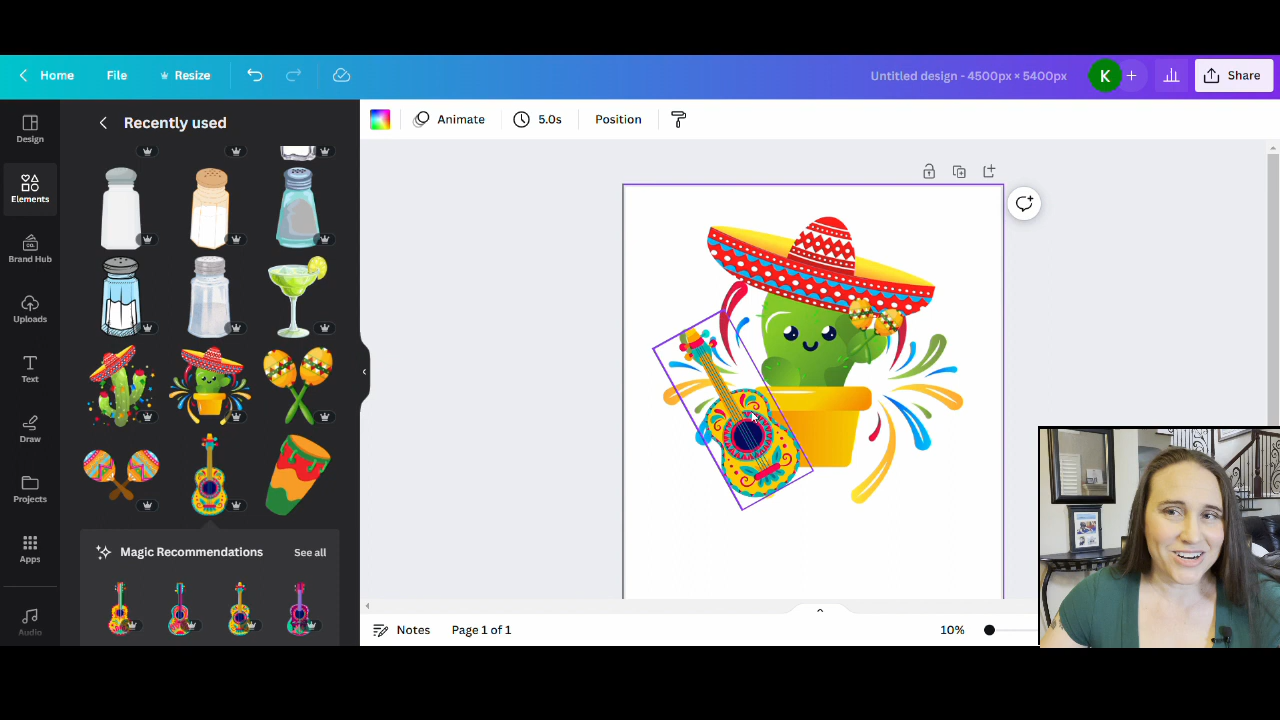 Home File Resize Untitled design - 4500px × 5400px K Share
Recently used Animate 5.0s Position
Design
Elements
Brand Hub
Uploads
Text
Draw
Projects
Magic Recommendations See all
Apps
Audio
Notes Page 1 of 1 10%